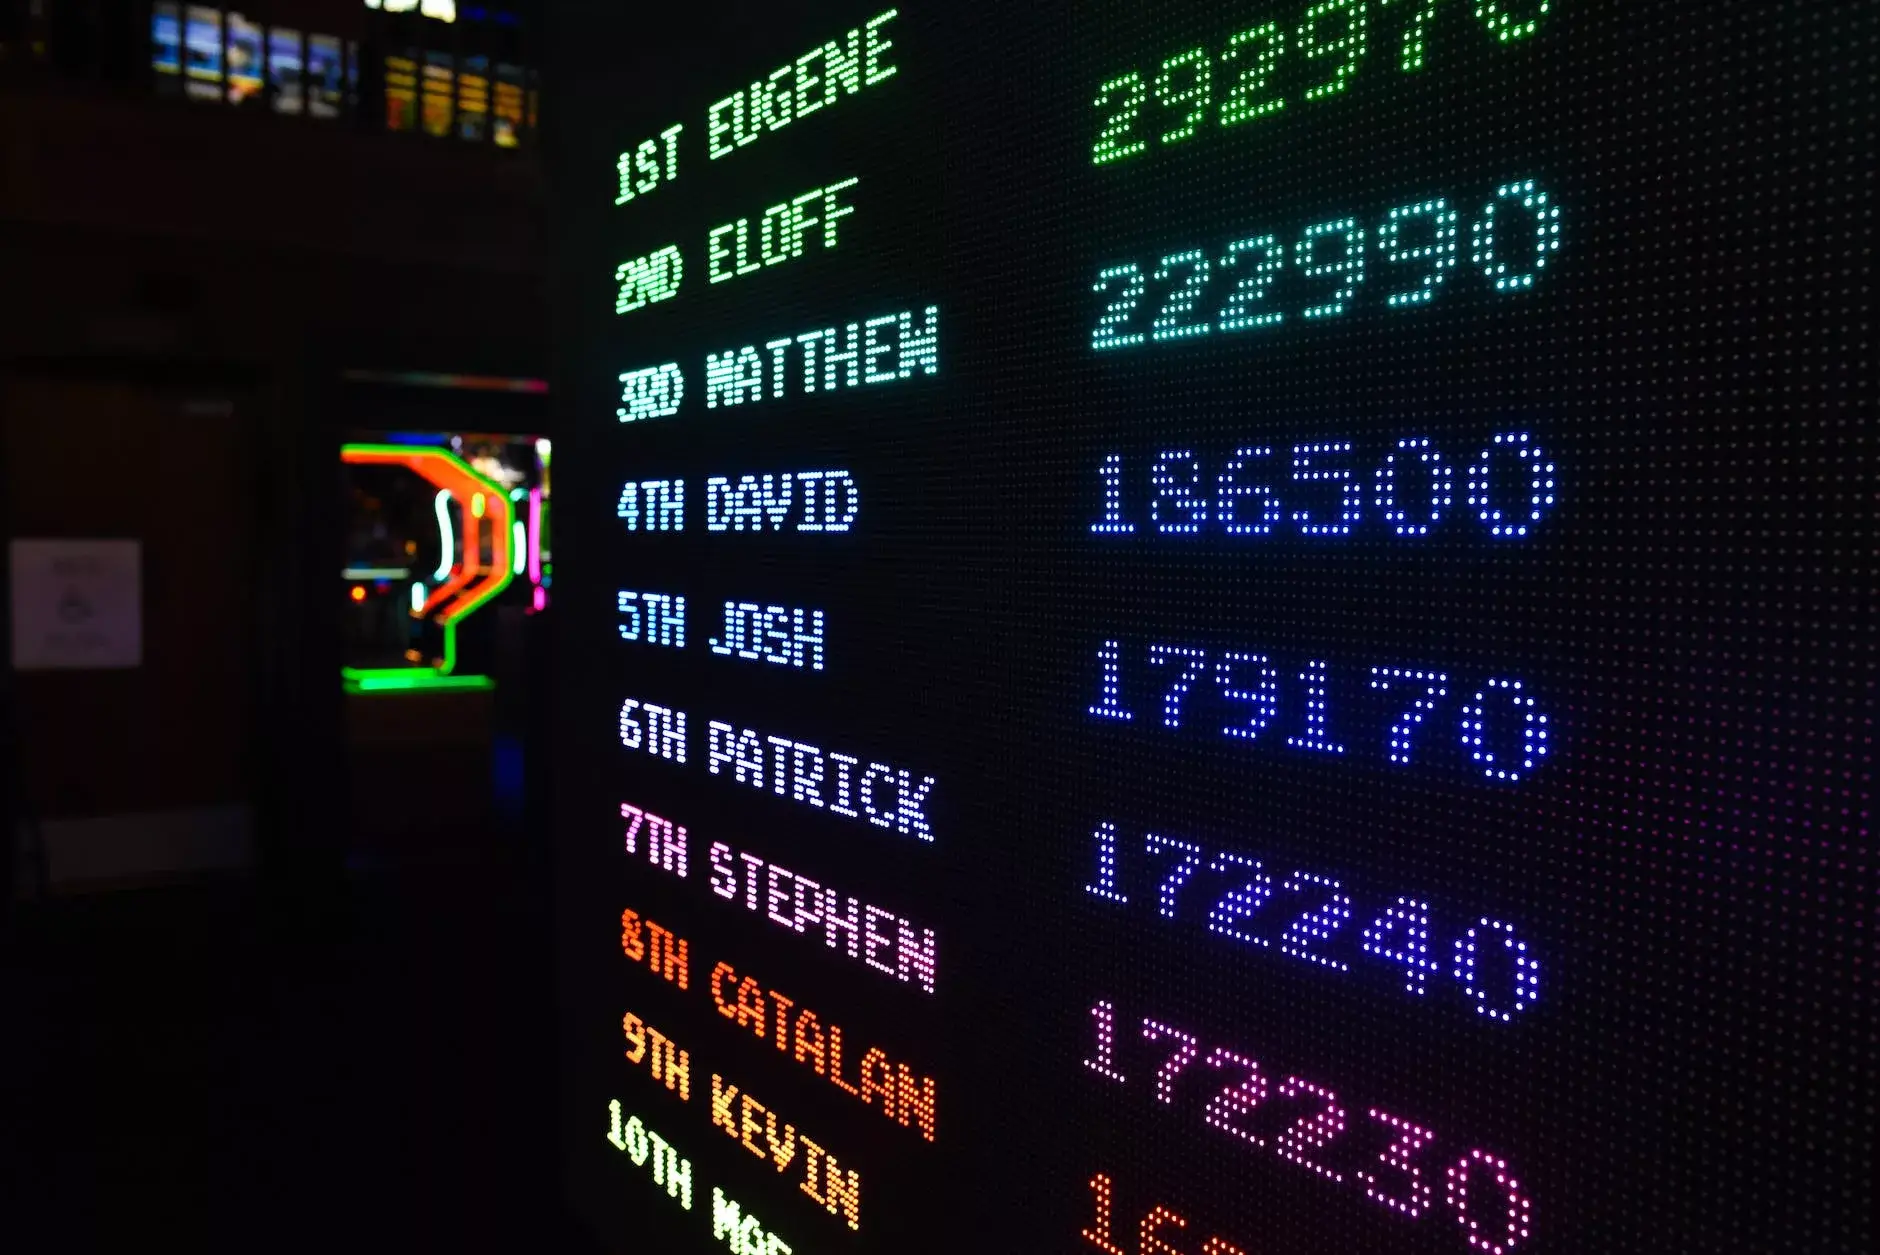 1ST EUGENE
2ND ELOFF 292970
3RD MATTHEW 222990
4TH DAVID 186500
5TH JOSH 179170
6TH PATRICK 172240
7TH STEPHEN 172230
8TH CATALAN
9TH KEVIN
10TH